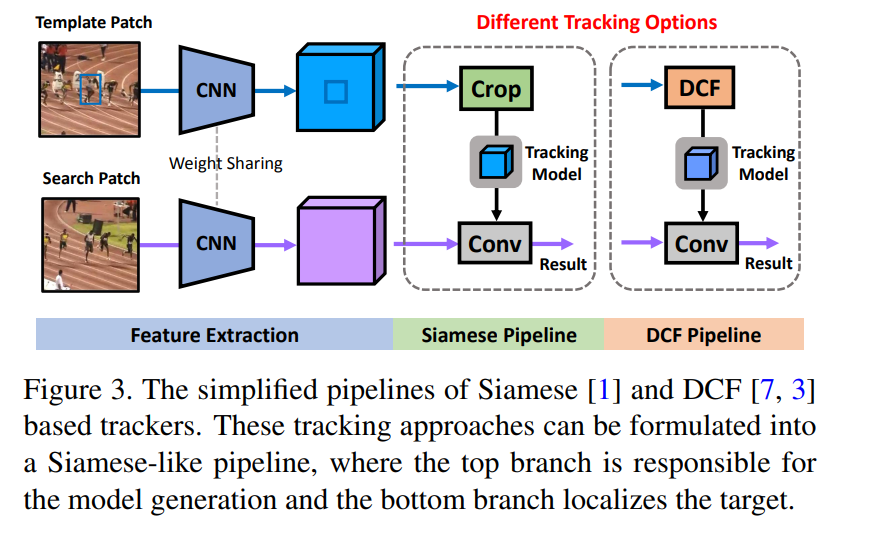 Template Patch
Different Tracking Options
CNN
Crop
DCF
Weight Sharing
Tracking
Model
Tracking
Model
Search Patch
CNN
Conv
Result
Conv
Result
Feature Extraction
Siamese Pipeline
DCF Pipeline
Figure 3. The simplified pipelines of Siamese [1] and DCF [7, 3]
based trackers. These tracking approaches can be formulated into
a Siamese-like pipeline, where the top branch is responsible for
the model generation and the bottom branch localizes the target.